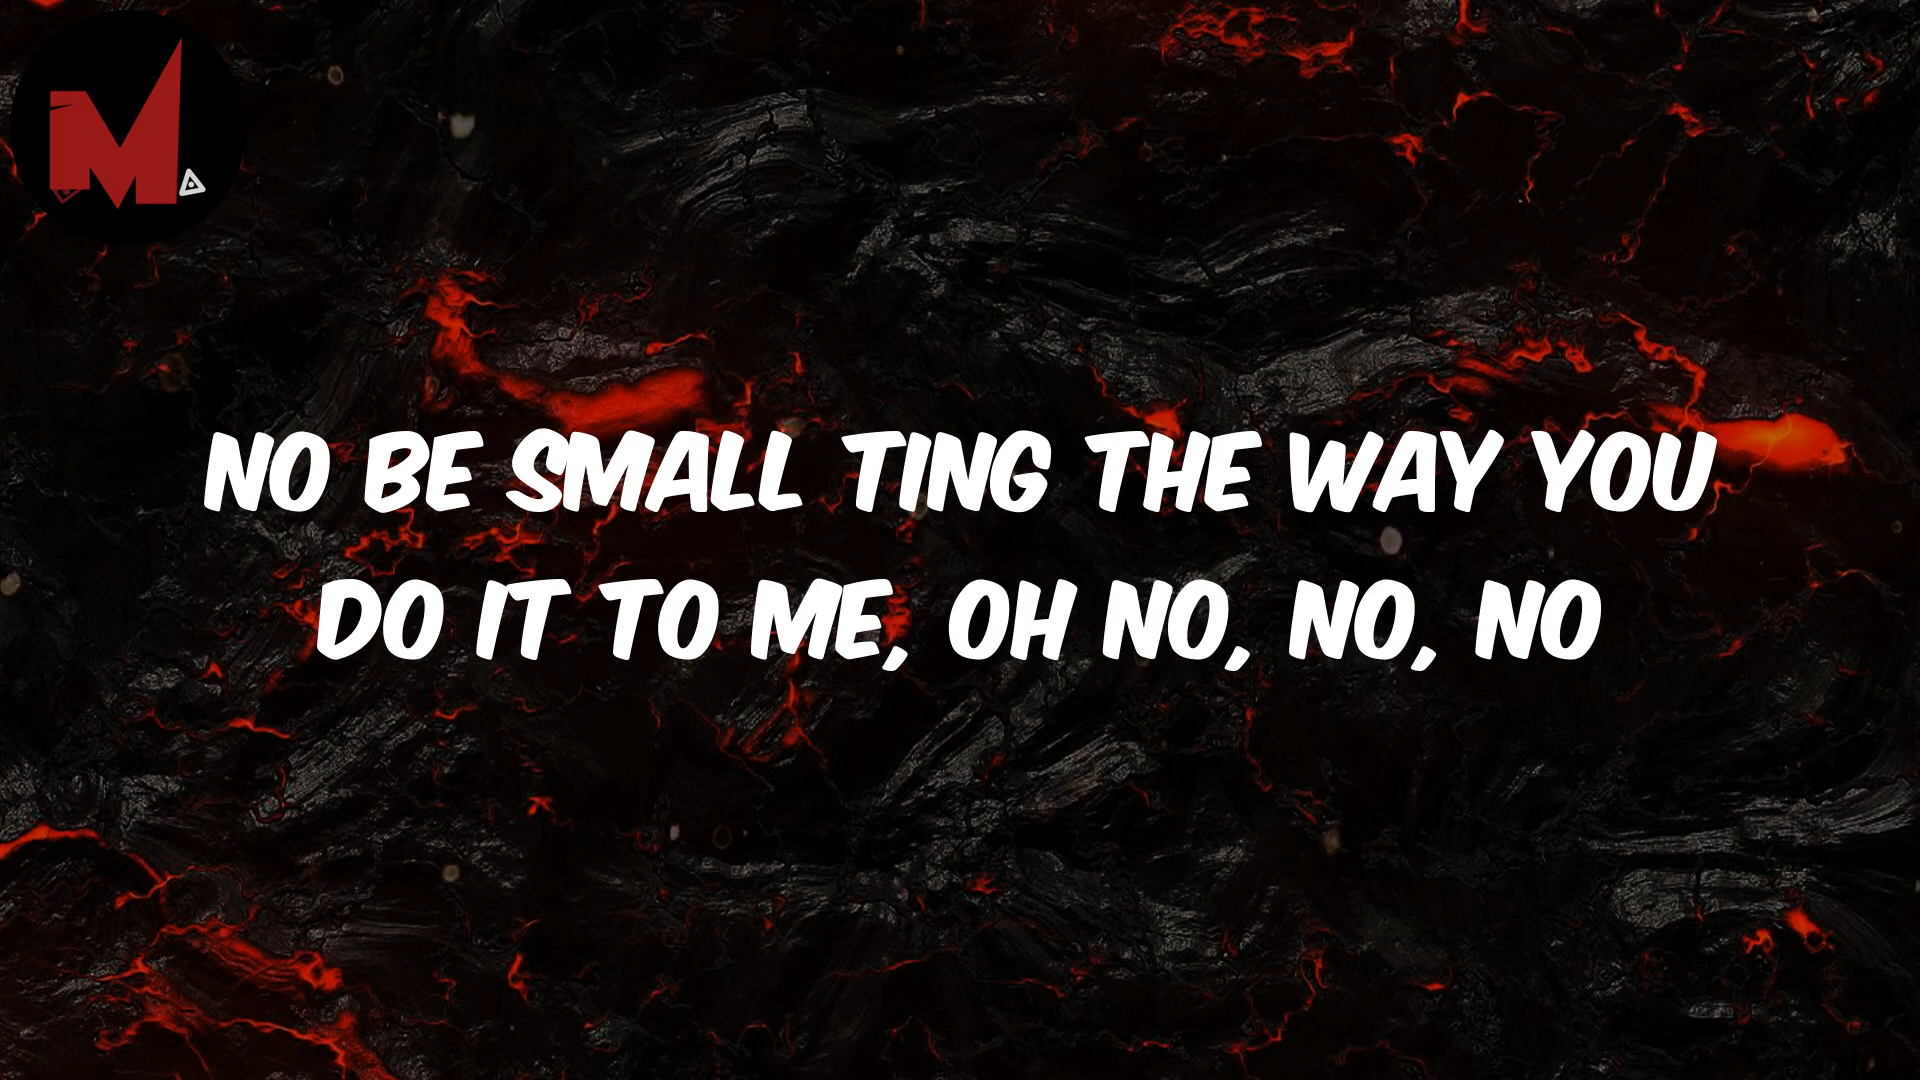 M
NO BE SMALL TING THE WAY YOU
DO IT TO ME, OH NO, NO, NO